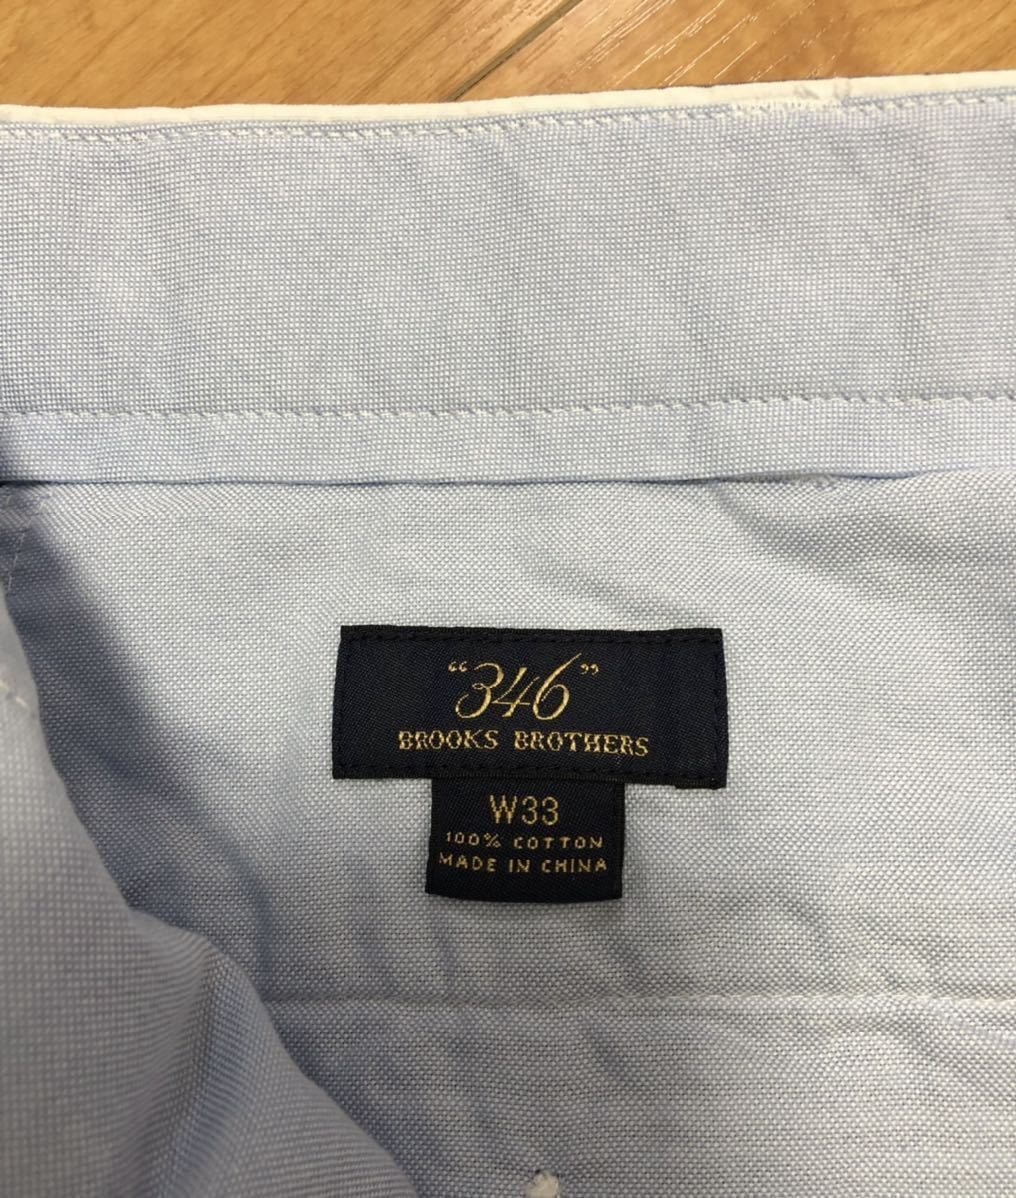 “346”
BROOKS BROTHERS
W33
100% COTTON
MADE IN CHINA